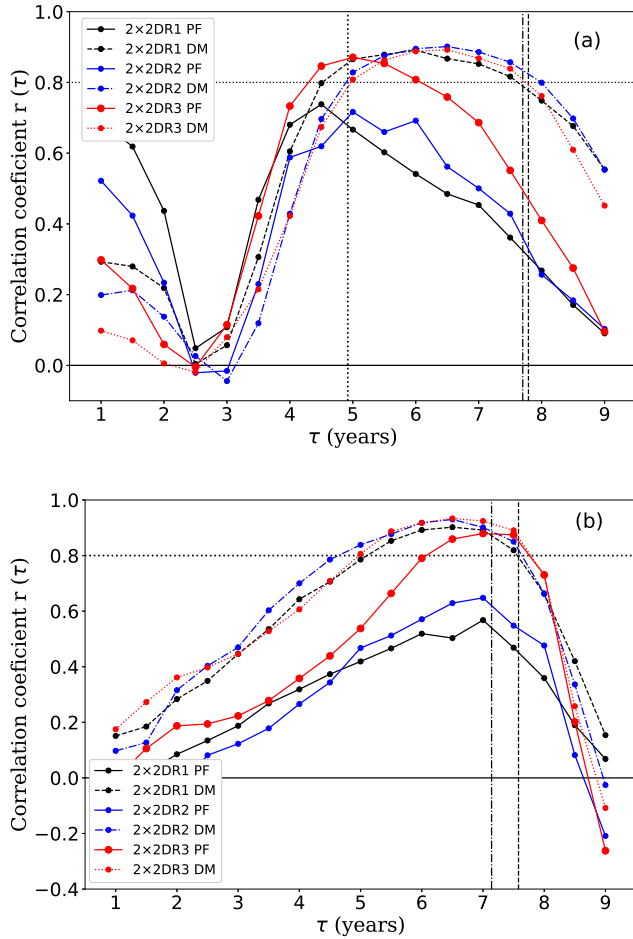 1.0
(a)
2×2DR1 PF
2×2DR1 DM
2×2DR2 PF
2×2DR2 DM
2×2DR3 PF
2×2DR3 DM
0.8
0.6
0.4
0.2
0.0
Correlation coeficient r (τ)
1 2 3 4 5 6 7 8 9
τ (years)
1.0
(b)
0.8
0.6
0.4
0.2
0.0
−0.2
−0.4
Correlation coeficient r (τ)
2×2DR1 PF
2×2DR1 DM
2×2DR2 PF
2×2DR2 DM
2×2DR3 PF
2×2DR3 DM
1 2 3 4 5 6 7 8 9
τ (years)